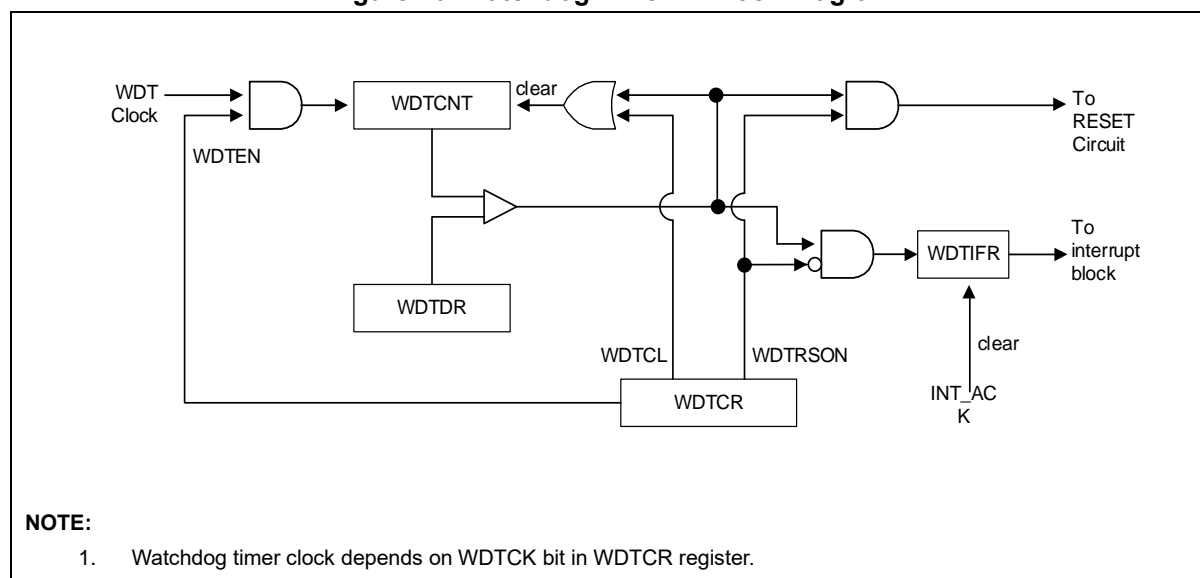 WDT
Clock
WDTEN
WDTCNT
clear
To
RESET
Circuit
WDTDR
WDTIFR
To
interrupt
block
clear
INT_AC
K
WDTCL
WDTRSON
WDTCR
NOTE:
1. Watchdog timer clock depends on WDTCK bit in WDTCR register.